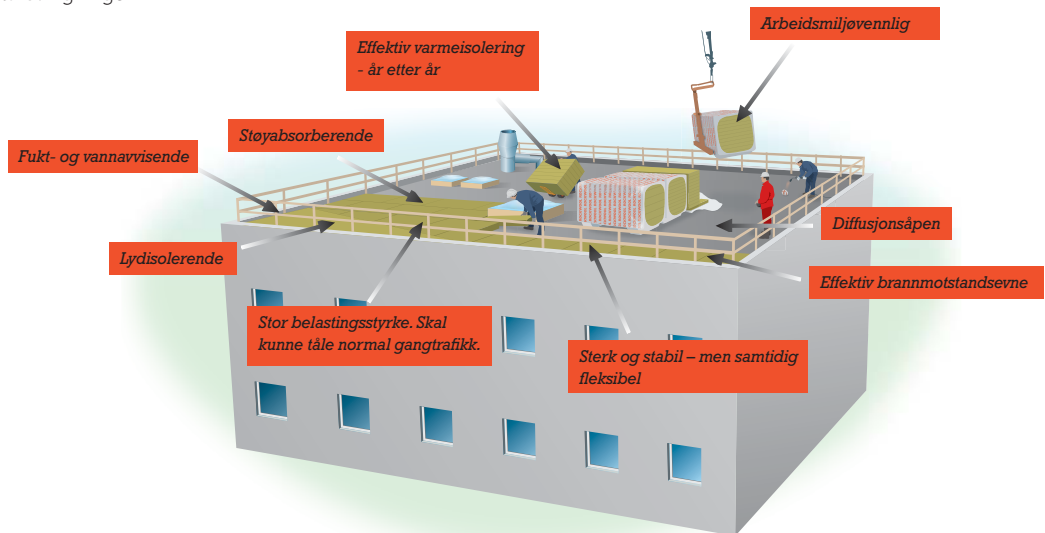 Arbeidsmiljøvennlig
Effektiv varmeisolering
- år etter år
Støyabsorberende
Fukt- og vannavvisende
Diffusjonsåpen
Lydisolerende
Effektiv brannmotstandsevne
Stor belastingsstyrke. Skal
kunne tåle normal gangtrafikk.
Sterk og stabil – men samtidig
fleksibel